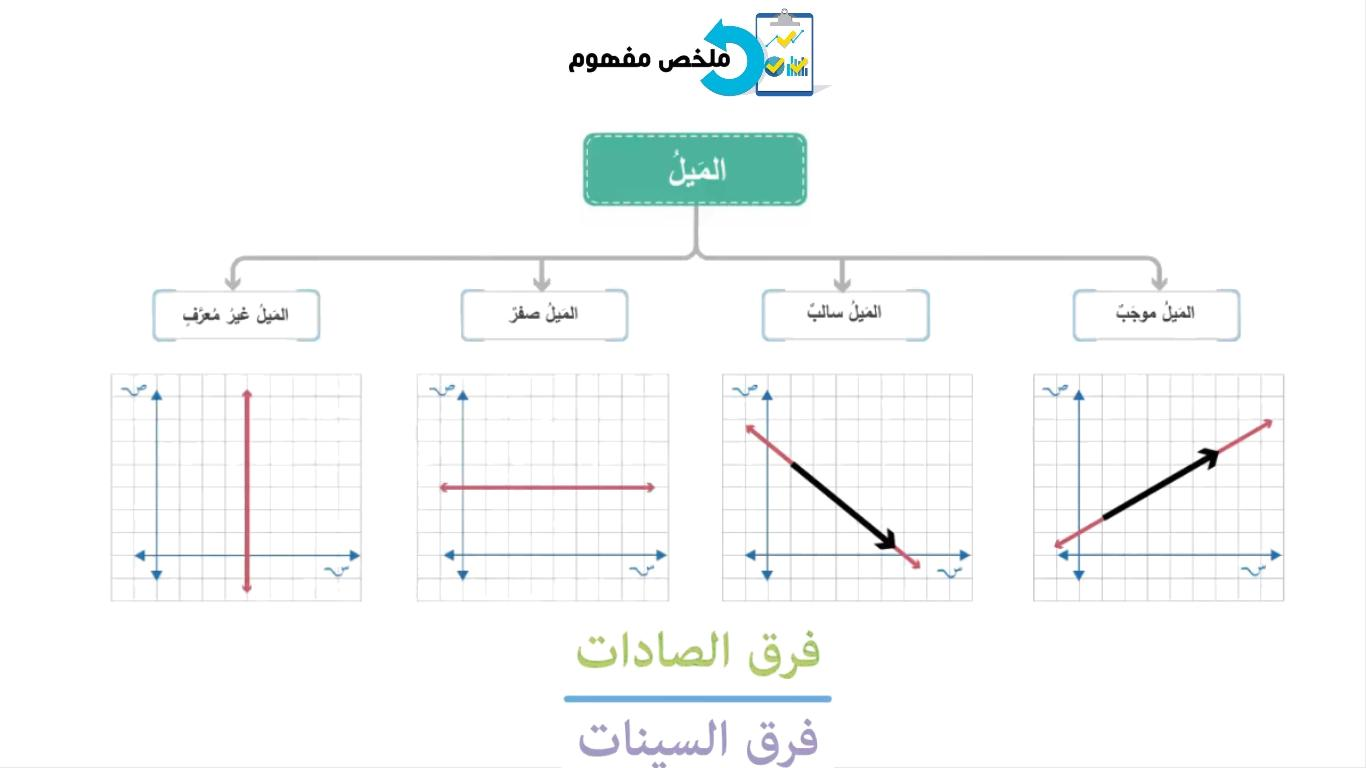 ملخص مفهوم
المَيلُ
المَيلُ موجَبٌ
المَيلُ سالبٌ
المَيلُ صفرٌ
المَيلُ غيرُ مُعرَّفٍ
ص
س
ص
س
ص
س
ص
س
فرق الصادات
فرق السينات